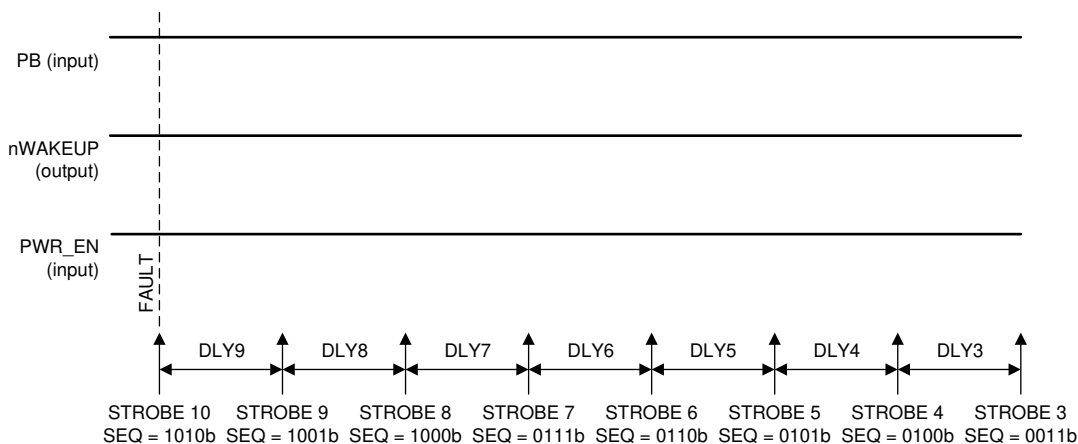 PB (input)
nWAKEUP
(output)
PWR_EN
(input)
FAULT
DLY9 DLY8 DLY7 DLY6 DLY5 DLY4 DLY3
STROBE 10 STROBE 9 STROBE 8 STROBE 7 STROBE 6 STROBE 5 STROBE 4 STROBE 3
SEQ = 1010b SEQ = 1001b SEQ = 1000b SEQ = 0111b SEQ = 0110b SEQ = 0101b SEQ = 0100b SEQ = 0011b